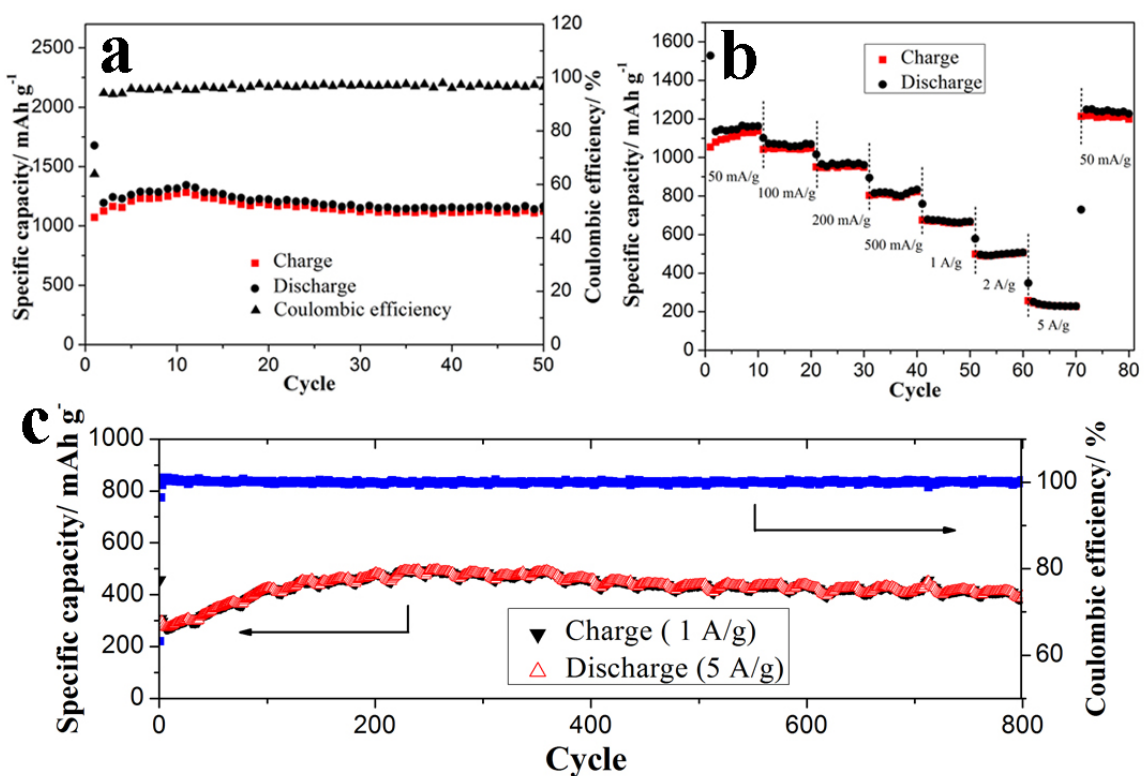 a
2500
2000
1500
1250
1000
750
500
250
0
0 10 20 30 40 50
120
100
80
60
40
20
0
Specific capacity/ mAh g-1
Coulombic efficiency/ %
Charge
Discharge
Coulombic efficiency
Cycle
b
1600
1400
1200
1000
800
600
400
200
0
Specific capacity/ mAh g-1
Charge
Discharge
50 mA/g
100 mA/g
200 mA/g
500 mA/g
1 A/g
2 A/g
5 A/g
50 mA/g
0 10 20 30 40 50 60 70 80
Cycle
c
1000
800
600
400
200
0
Specific capacity/ mAh g-
100
80
60
Coulombic efficiency/ %
Charge ( 1 A/g)
Discharge (5 A/g)
0 200 400 600 800
Cycle